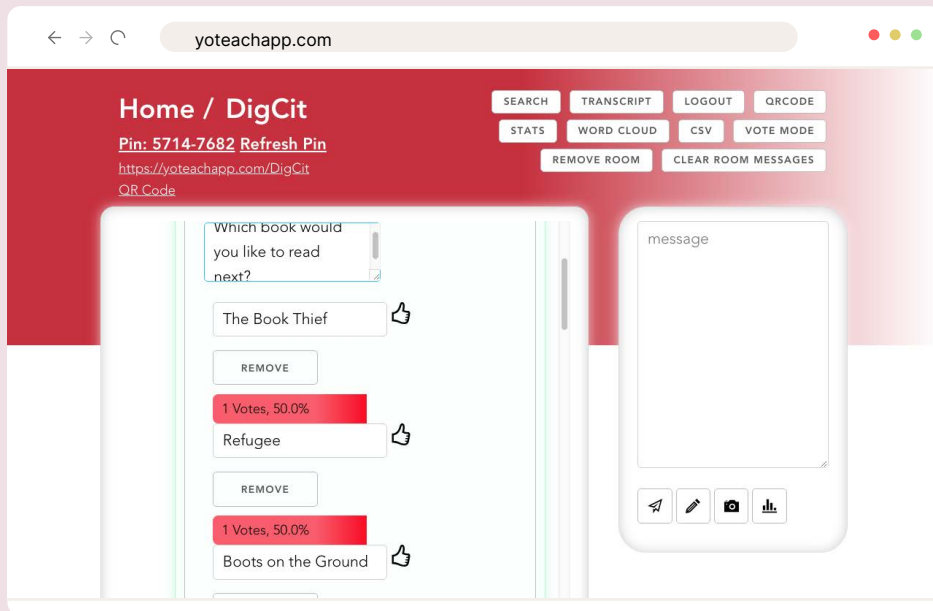 yoteachapp.com
Home / DigCit
Pin: 5714-7682 Refresh Pin
https://yoteachapp.com/DigCit
QR Code
SEARCH TRANSCRIPT LOGOUT QRCODE
STATS WORD CLOUD CSV VOTE MODE
REMOVE ROOM CLEAR ROOM MESSAGES
Which book would
you like to read
next?
The Book Thief
REMOVE
1 Votes, 50.0%
Refugee
REMOVE
1 Votes, 50.0%
Boots on the Ground
message